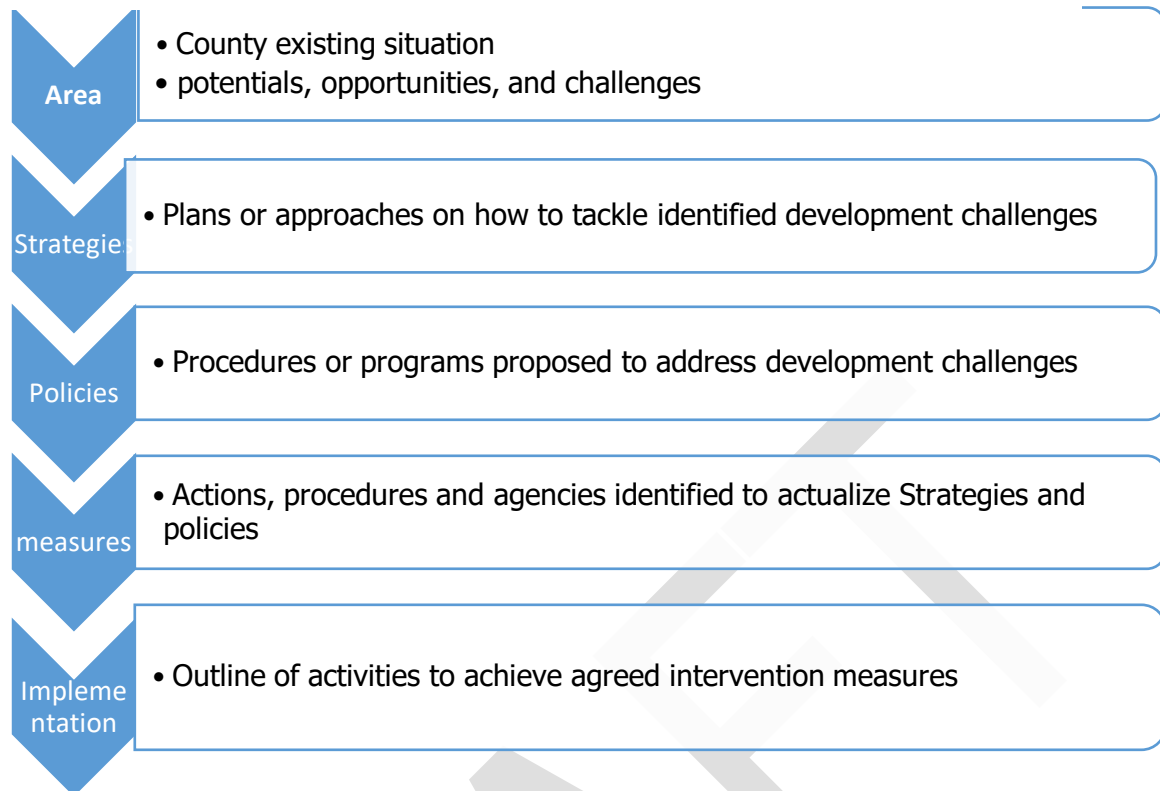 Area
• County existing situation
• potentials, opportunities, and challenges
Strategies
• Plans or approaches on how to tackle identified development challenges
Policies
• Procedures or programs proposed to address development challenges
measures
• Actions, procedures and agencies identified to actualize Strategies and
policies
Impleme
ntation
• Outline of activities to achieve agreed intervention measures